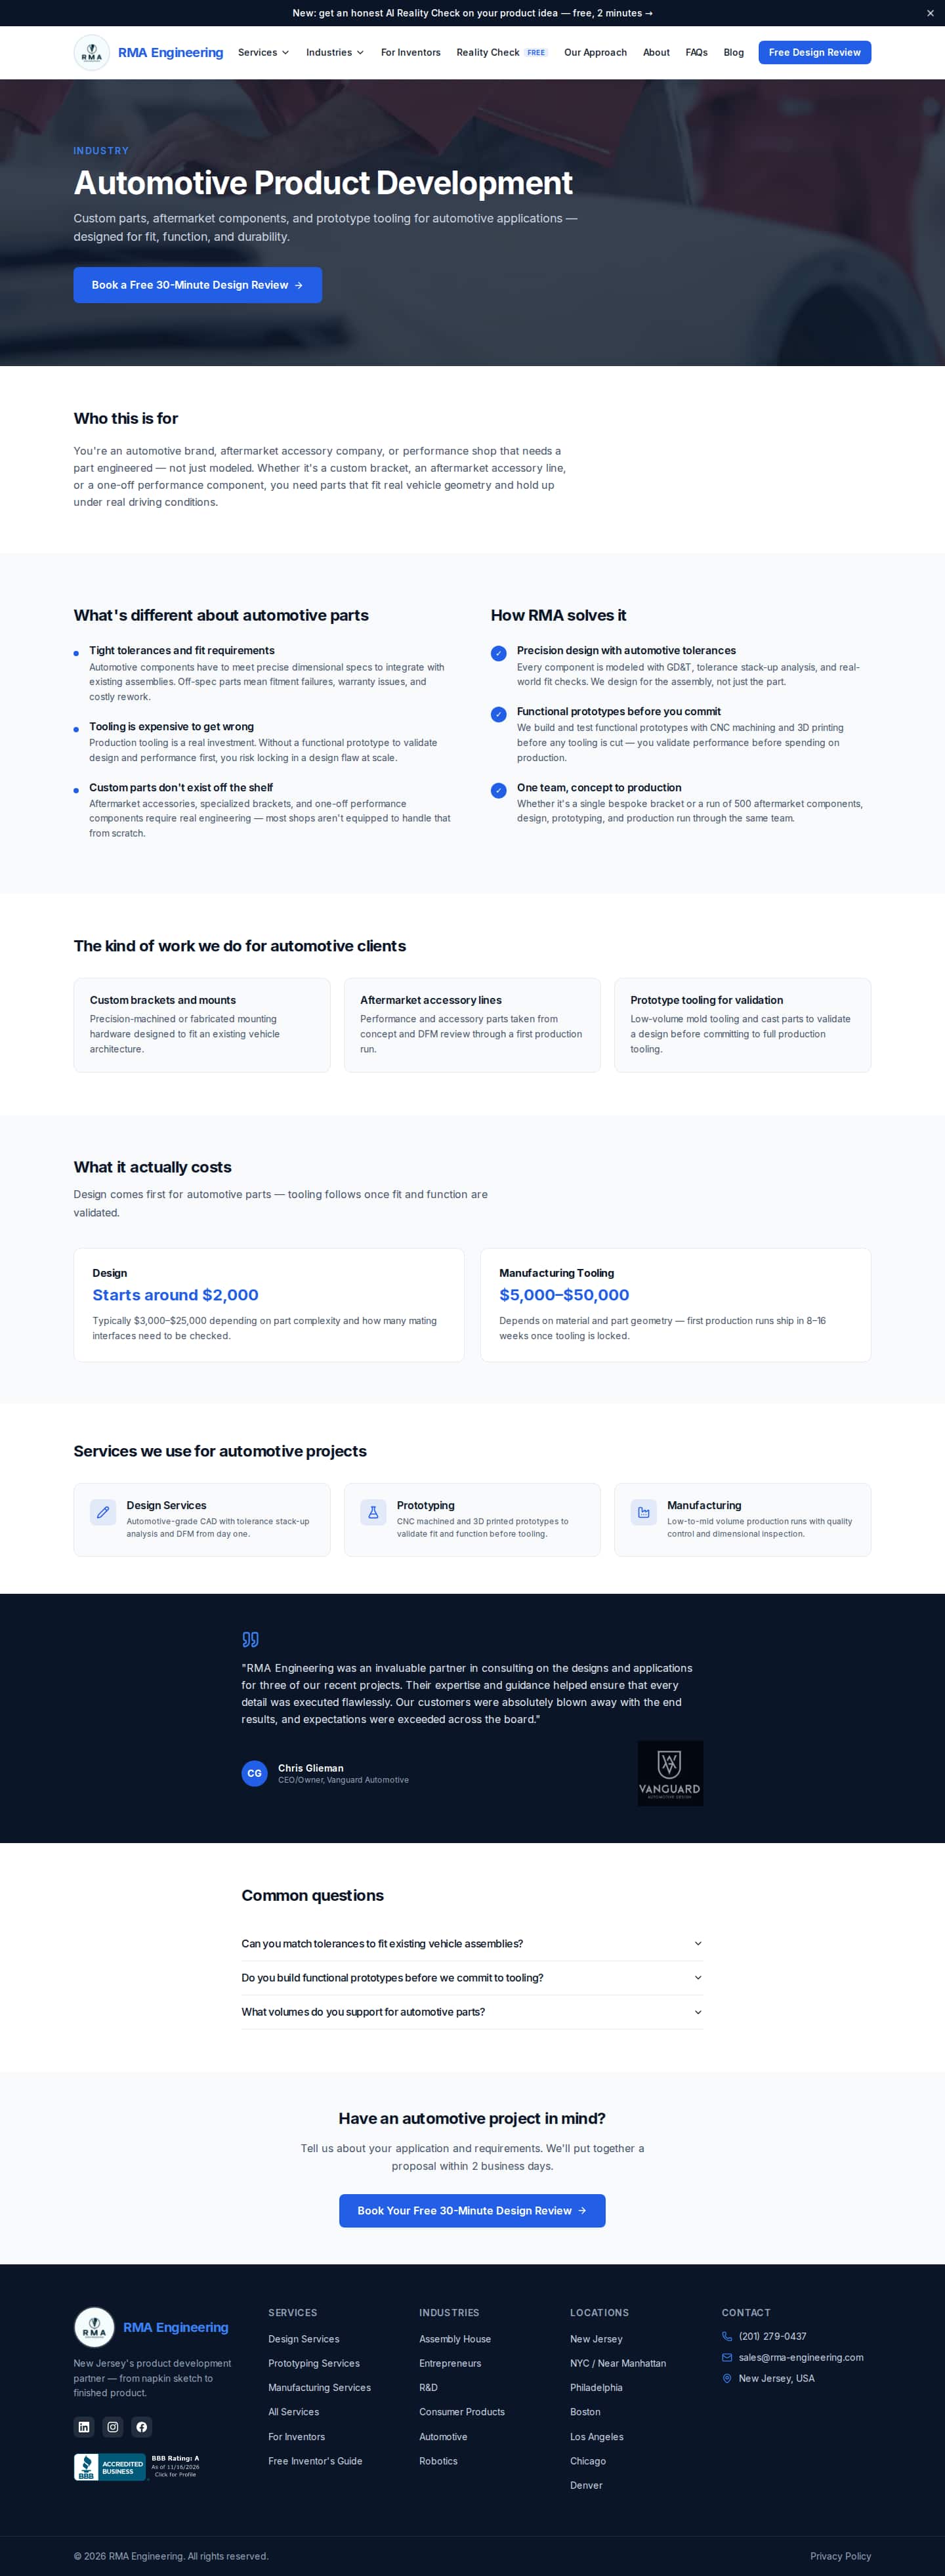 New: get an honest AI Reality Check on your product idea — free, 2 minutes →
✕
RMA
RMA Engineering
Services
Industries
For Inventors
Reality Check FREE
Our Approach
About
FAQs
Blog
Free Design Review
INDUSTRY
Automotive Product Development
Custom parts, aftermarket components, and prototype tooling for automotive applications —
designed for fit, function, and durability.
Book a Free 30-Minute Design Review →
Who this is for
You're an automotive brand, aftermarket accessory company, or performance shop that needs a
part engineered — not just modeled. Whether it's a custom bracket, an aftermarket accessory line,
or a one-off performance component, you need parts that fit real vehicle geometry and hold up
under real driving conditions.
What's different about automotive parts
Tight tolerances and fit requirements
Automotive components have to meet precise dimensional specs to integrate with
existing assemblies. Off-spec parts mean fitment failures, warranty issues, and
costly rework.
Tooling is expensive to get wrong
Production tooling is a real investment. Without a functional prototype to validate
design and performance first, you risk locking in a design flaw at scale.
Custom parts don't exist off the shelf
Aftermarket accessories, specialized brackets, and one-off performance
components require real engineering — most shops aren't equipped to handle that
from scratch.
How RMA solves it
✓ Precision design with automotive tolerances
Every component is modeled with GD&T, tolerance stack-up analysis, and real-
world fit checks. We design for the assembly, not just the part.
✓ Functional prototypes before you commit
We build and test functional prototypes with CNC machining and 3D printing
before any tooling is cut — you validate performance before spending on
production.
✓ One team, concept to production
Whether it's a single bespoke bracket or a run of 500 aftermarket components,
design, prototyping, and production run through the same team.
The kind of work we do for automotive clients
Custom brackets and mounts
Precision-machined or fabricated mounting
hardware designed to fit an existing vehicle
architecture.
Aftermarket accessory lines
Performance and accessory parts taken from
concept and DFM review through a first production
run.
Prototype tooling for validation
Low-volume mold tooling and cast parts to validate
a design before committing to full production
tooling.
What it actually costs
Design comes first for automotive parts — tooling follows once fit and function are
validated.
Design
Starts around $2,000
Typically $3,000–$25,000 depending on part complexity and how many mating
interfaces need to be checked.
Manufacturing Tooling
$5,000–$50,000
Depends on material and part geometry — first production runs ship in 8–16
weeks once tooling is locked.
Services we use for automotive projects
Design Services
Automotive-grade CAD with tolerance stack-up
analysis and DFM from day one.
Prototyping
CNC machined and 3D printed prototypes to
validate fit and function before tooling.
Manufacturing
Low-to-mid volume production runs with quality
control and dimensional inspection.
"RMA Engineering was an invaluable partner in consulting on the designs and applications
for three of our recent projects. Their expertise and guidance helped ensure that every
detail was executed flawlessly. Our customers were absolutely blown away with the end
results, and expectations were exceeded across the board."
CG
Chris Glieman
CEO/Owner, Vanguard Automotive
VANGUARD
AUTOMOTIVE DESIGN
Common questions
Can you match tolerances to fit existing vehicle assemblies?
Do you build functional prototypes before we commit to tooling?
What volumes do you support for automotive parts?
Have an automotive project in mind?
Tell us about your application and requirements. We'll put together a
proposal within 2 business days.
Book Your Free 30-Minute Design Review →
RMA
RMA Engineering
New Jersey's product development
partner — from napkin sketch to
finished product.
BBB
ACCREDITED
BUSINESS
BBB Rating: A
As of 11/16/2026
Click for Profile
SERVICES
Design Services
Prototyping Services
Manufacturing Services
All Services
For Inventors
Free Inventor's Guide
INDUSTRIES
Assembly House
Entrepreneurs
R&D
Consumer Products
Automotive
Robotics
LOCATIONS
New Jersey
NYC / Near Manhattan
Philadelphia
Boston
Los Angeles
Chicago
Denver
CONTACT
(201) 279-0437
sales@rma-engineering.com
New Jersey, USA
© 2026 RMA Engineering. All rights reserved.
Privacy Policy